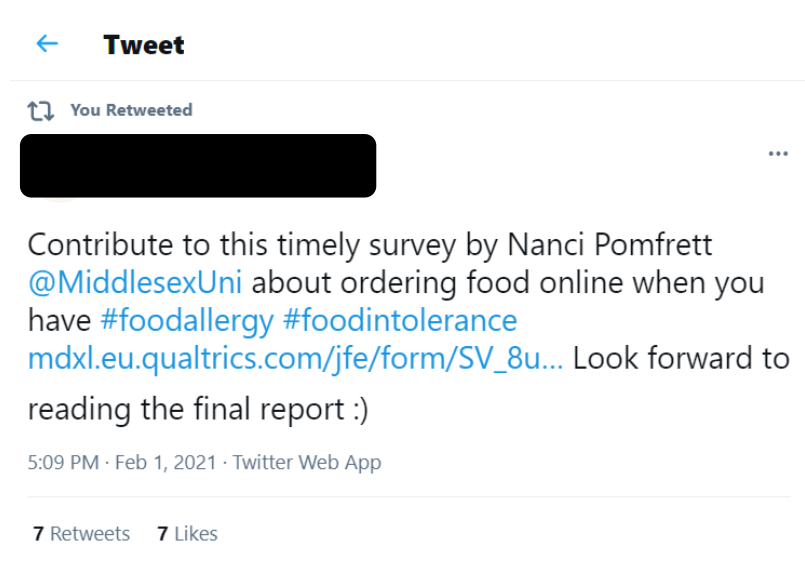 Tweet
You Retweeted
Contribute to this timely survey by Nanci Pomfrett
@MiddlesexUni about ordering food online when you
have #foodallergy #foodintolerance
mdxl.eu.qualtrics.com/jfe/form/SV_8u... Look forward to
reading the final report :)
5:09 PM · Feb 1, 2021 · Twitter Web App
7 Retweets 7 Likes